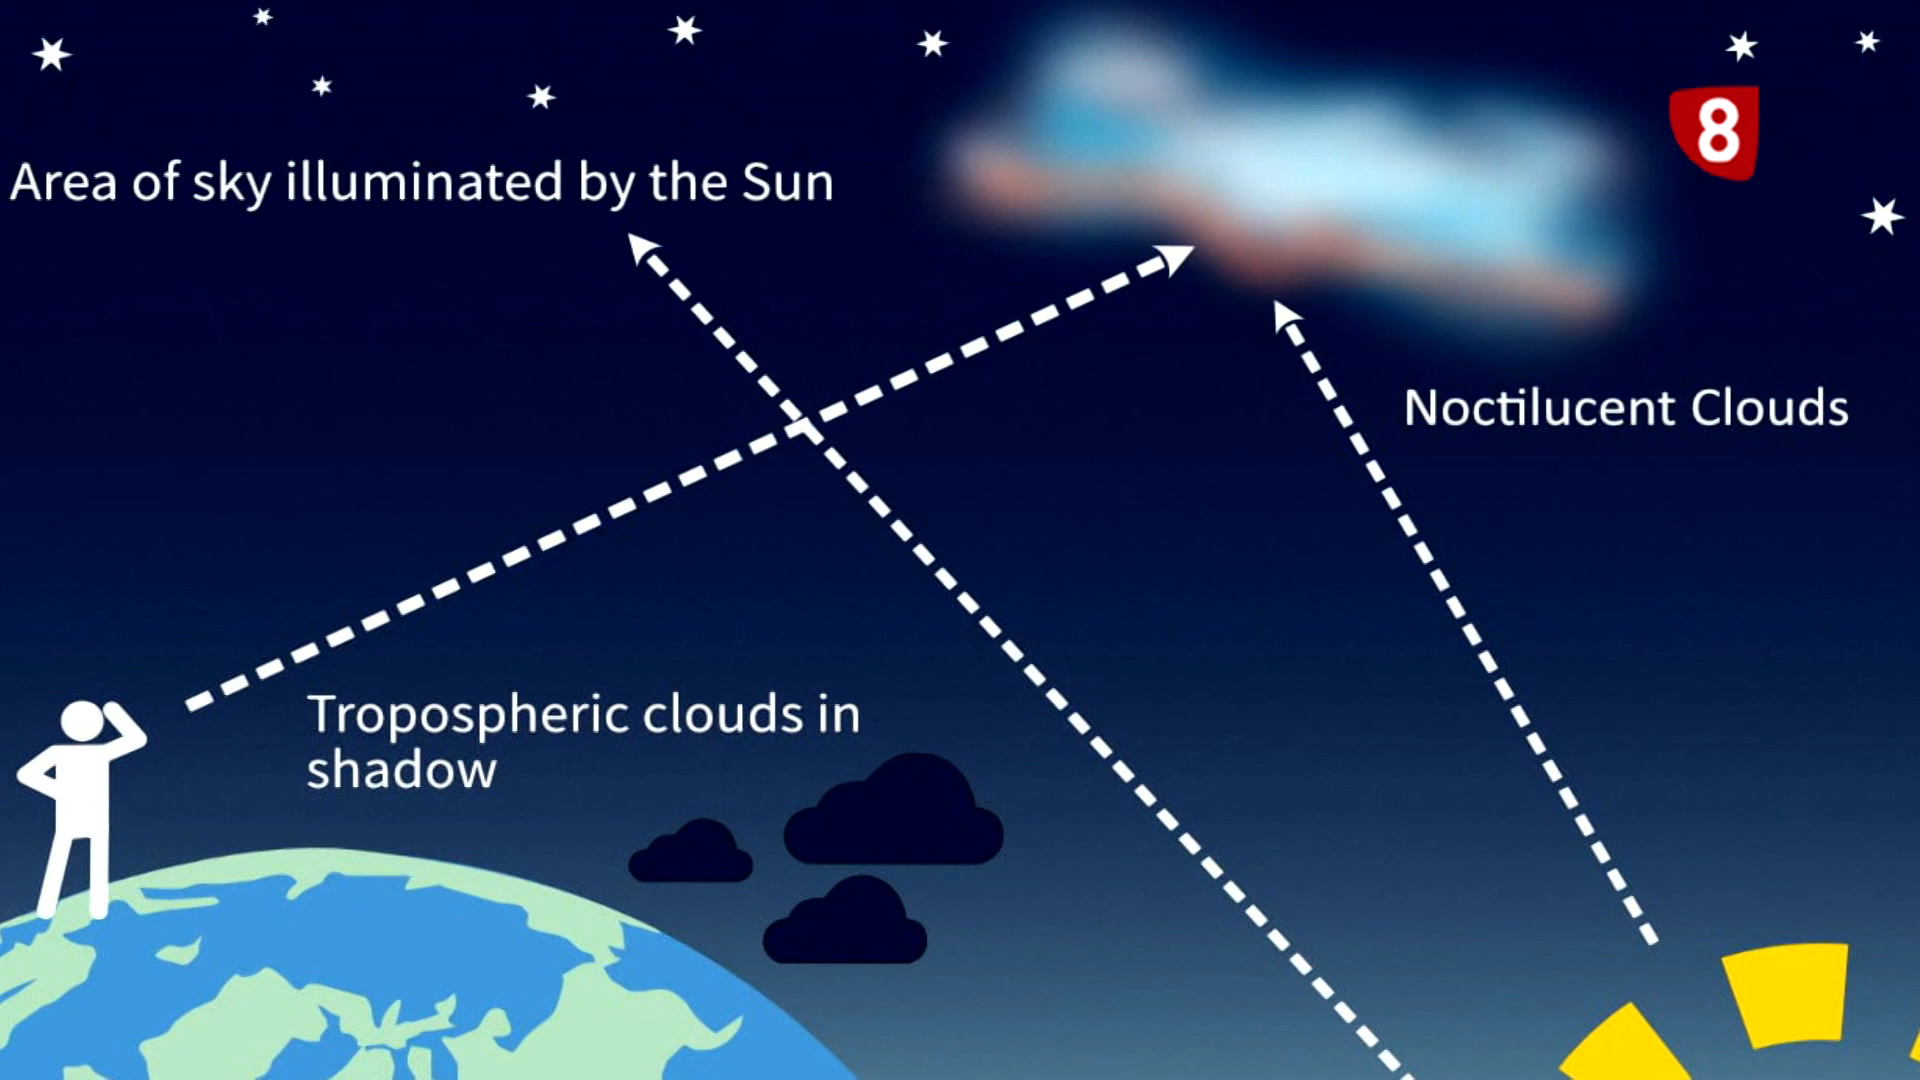 8
Area of sky illuminated by the Sun
Noctilucent Clouds
Tropospheric clouds in
shadow